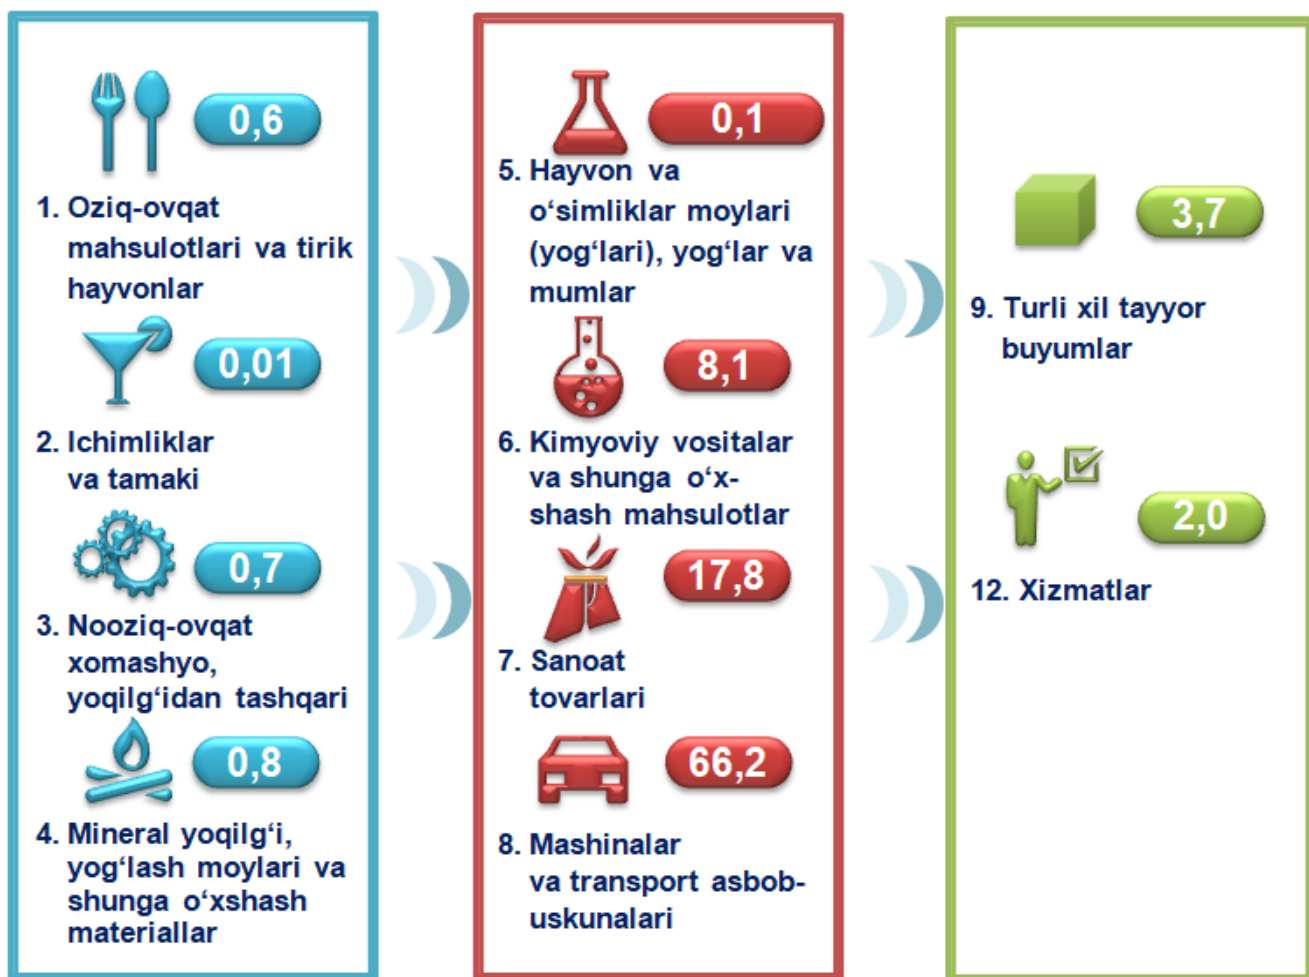 0,6
1. Oziq-ovqat
mahsulotlari va tirik
hayvonlar
0,01
2. Ichimliklar
va tamaki
0,7
3. Nooziq-ovqat
xomashyo,
yoqilg‘idan tashqari
0,8
4. Mineral yoqilg‘i,
yog‘lash moylari va
shunga o‘xshash
materiallar
0,1
5. Hayvon va
o‘simliklar moylari
(yog‘lari), yog‘lar va
mumlar
8,1
6. Kimyoviy vositalar
va shunga o‘x-
shash mahsulotlar
17,8
7. Sanoat
tovarlari
66,2
8. Mashinalar
va transport asbob-
uskunalari
3,7
9. Turli xil tayyor
buyumlar
2,0
12. Xizmatlar